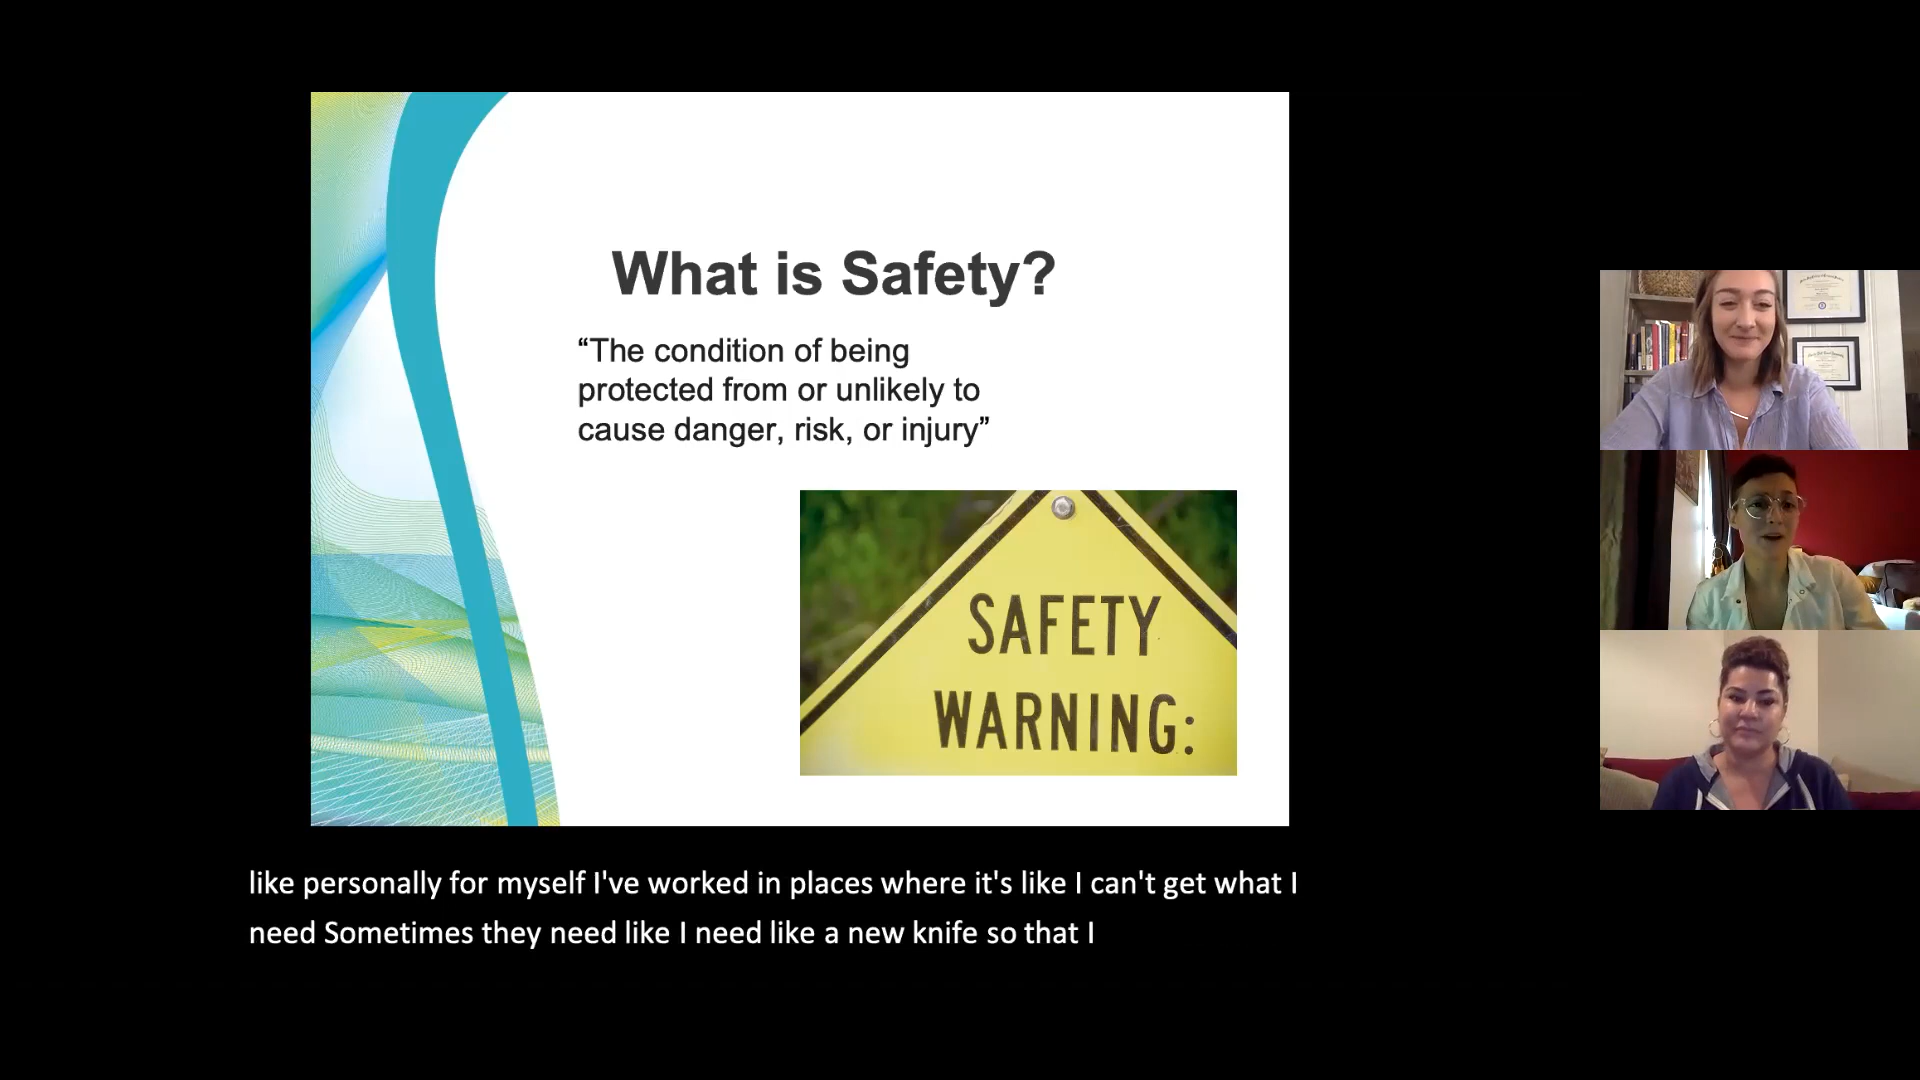 What is Safety?
“The condition of being
protected from or unlikely to
cause danger, risk, or injury”
SAFETY
WARNING:
like personally for myself I've worked in places where it's like I can't get what I
need Sometimes they need like I need like a new knife so that I